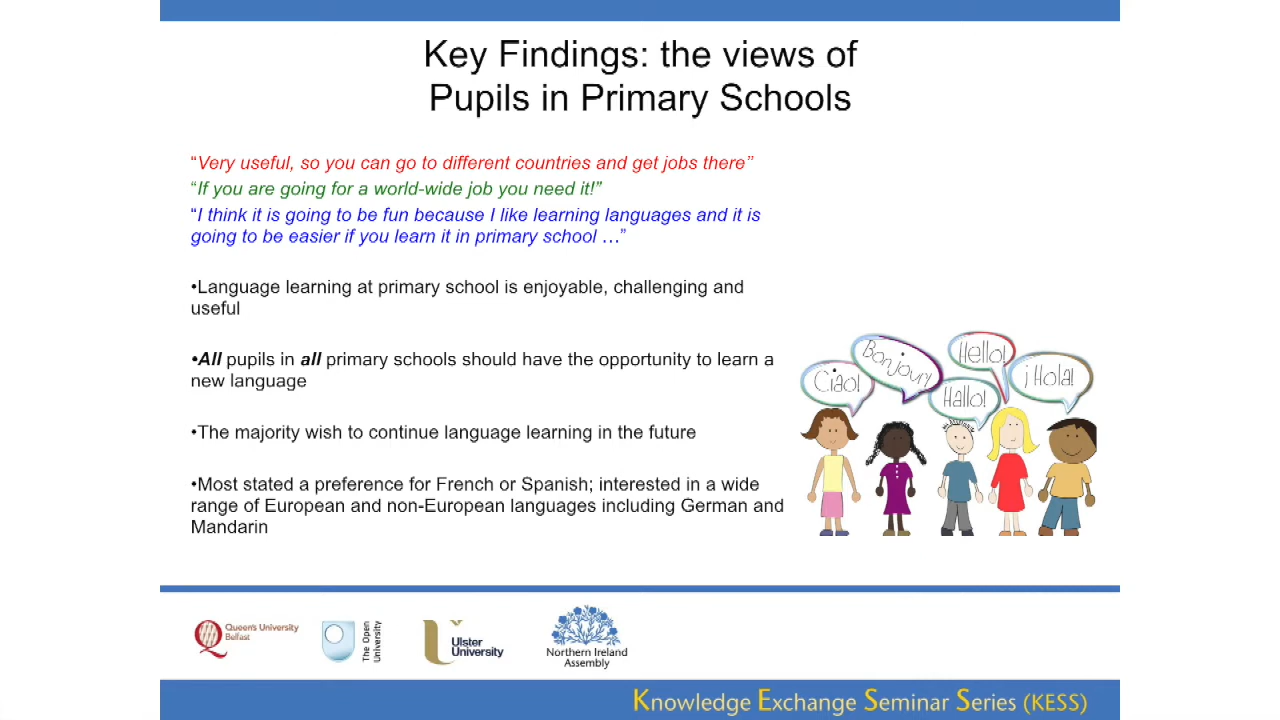 Key Findings: the views of
Pupils in Primary Schools
“Very useful, so you can go to different countries and get jobs there”
“If you are going for a world-wide job you need it!”
“I think it is going to be fun because I like learning languages and it is
going to be easier if you learn it in primary school …”
•Language learning at primary school is enjoyable, challenging and
useful
•All pupils in all primary schools should have the opportunity to learn a
new language
•The majority wish to continue language learning in the future
•Most stated a preference for French or Spanish; interested in a wide
range of European and non-European languages including German and
Mandarin
Ciao!
Bonjour!
Hello!
Hallo!
¡Hola!
Queen's University
Belfast
The Open
University
Ulster
University
Northern Ireland
Assembly
Knowledge Exchange Seminar Series (KESS)